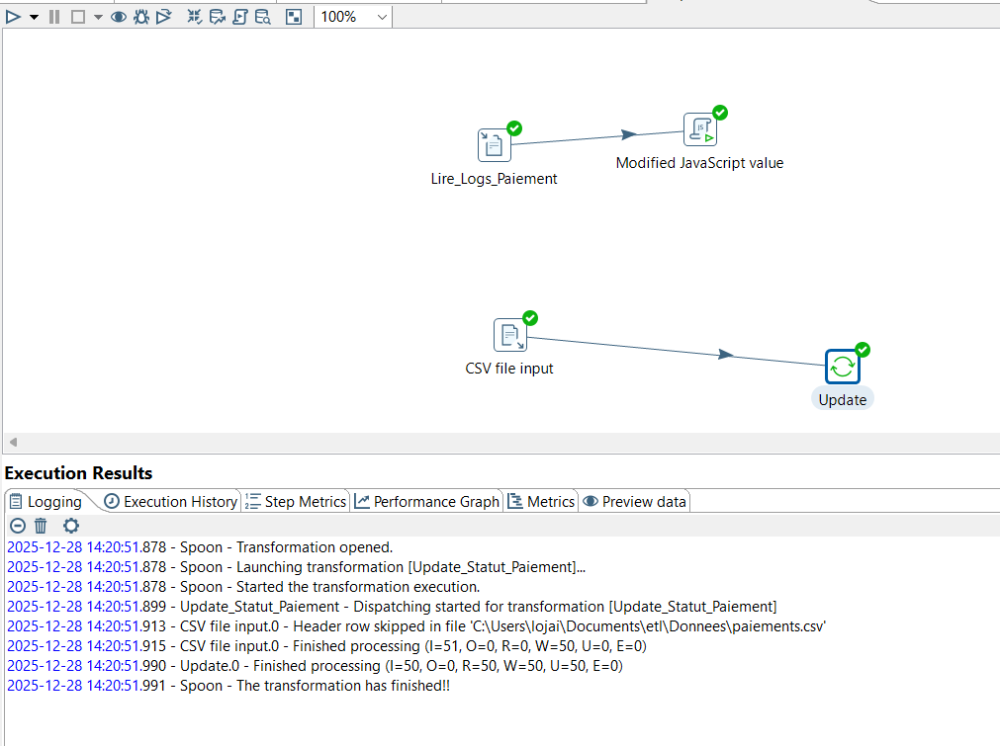 100%
Modified JavaScript value
Lire_Logs_Paiement
CSV file input
Update
Execution Results
Logging Execution History Step Metrics Performance Graph Metrics Preview data
2025-12-28 14:20:51.878 - Spoon - Transformation opened.
2025-12-28 14:20:51.878 - Spoon - Launching transformation [Update_Statut_Paiement]...
2025-12-28 14:20:51.878 - Spoon - Started the transformation execution.
2025-12-28 14:20:51.899 - Update_Statut_Paiement - Dispatching started for transformation [Update_Statut_Paiement]
2025-12-28 14:20:51.913 - CSV file input.0 - Header row skipped in file 'C:\Users\lojai\Documents\etl\Donnees\paiements.csv'
2025-12-28 14:20:51.915 - CSV file input.0 - Finished processing (I=51, O=0, R=0, W=50, U=0, E=0)
2025-12-28 14:20:51.990 - Update.0 - Finished processing (I=50, O=0, R=50, W=50, U=50, E=0)
2025-12-28 14:20:51.991 - Spoon - The transformation has finished!!